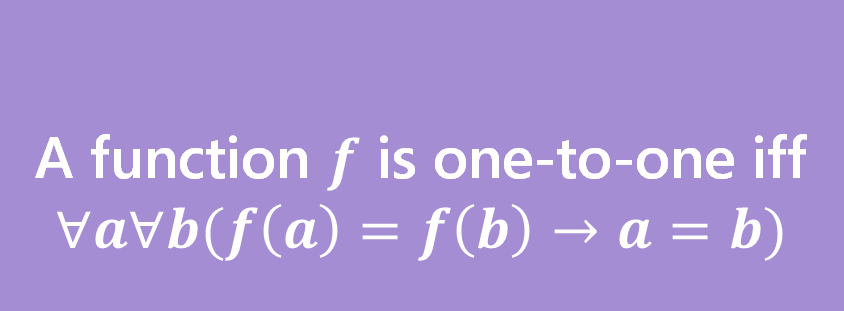 A function f is one-to-one iff
∀a∀b(f(a) = f(b) → a = b)